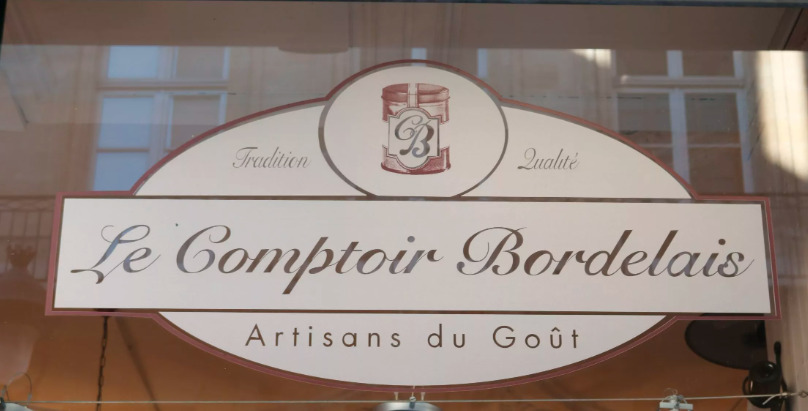 CB
Tradition Qualité
Le Comptoir Bordelais
Artisans du Goût